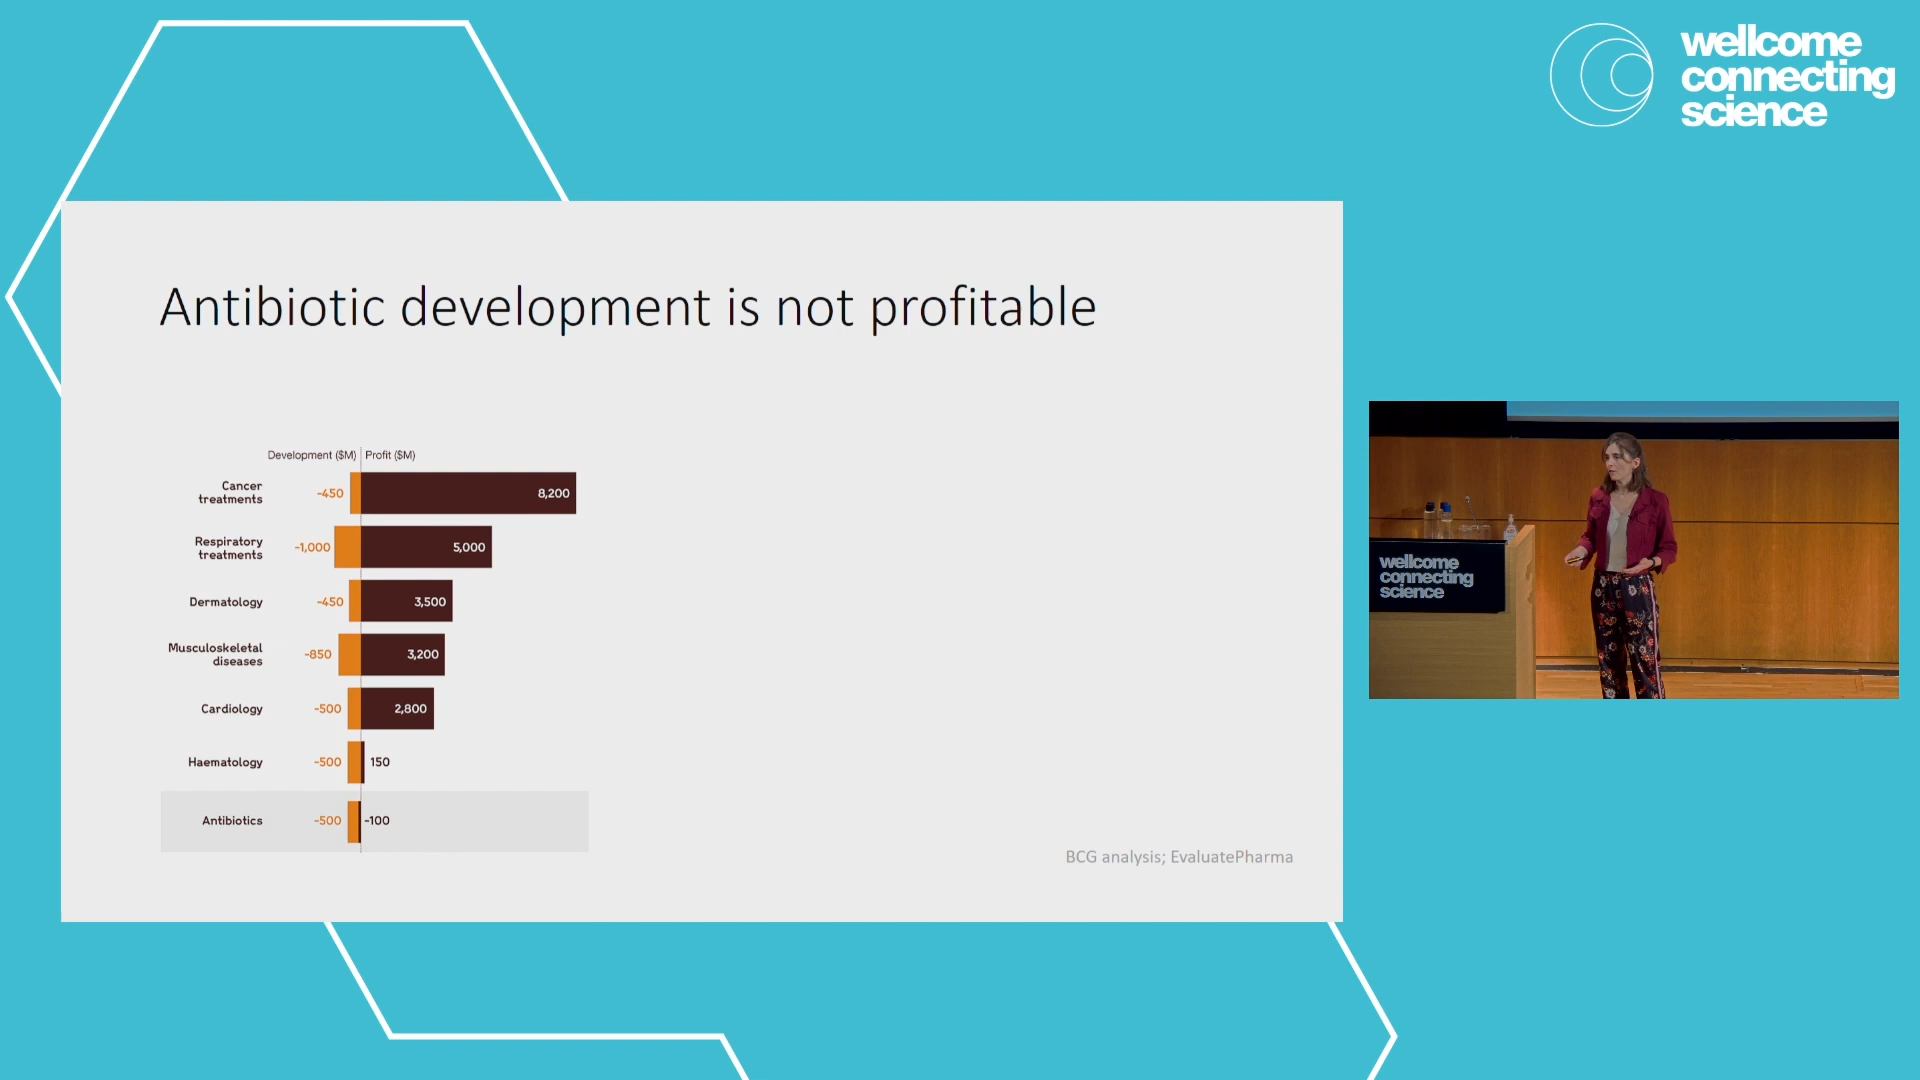 wellcome
connecting
science
Antibiotic development is not profitable
Development ($M) Profit ($M)
Cancer
treatments
-450 8,200
Respiratory
treatments
-1,000 5,000
Dermatology -450 3,500
Musculoskeletal
diseases
-850 3,200
Cardiology -500 2,800
Haematology -500 150
Antibiotics -500 -100
BCG analysis; EvaluatePharma
wellcome
connecting
science